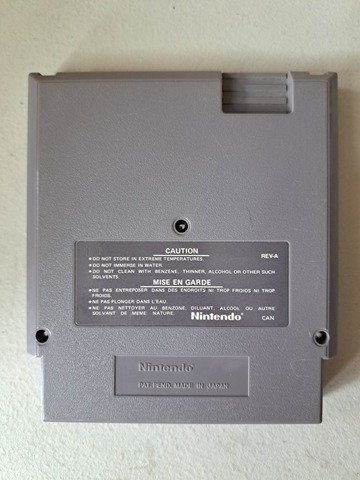 CAUTION
REV-A
•DO NOT STORE IN EXTREME TEMPERATURES.
•DO NOT IMMERSE IN WATER.
•DO NOT CLEAN WITH BENZENE, THINNER, ALCOHOL OR OTHER SUCH
SOLVENTS.
MISE EN GARDE
•NE PAS ENTREPOSER DANS DES ENDROITS NI TROP FROIDS NI TROP
FROIDS.
•NE PAS PLONGER DANS L'EAU.
•NE PAS NETTOYER AU BENZONE, DILUANT, ALCOOL OU AUTRE
SOLVANT DE MEME NATURE.
Nintendo
CAN
Nintendo
PAT.PEND. MADE IN JAPAN